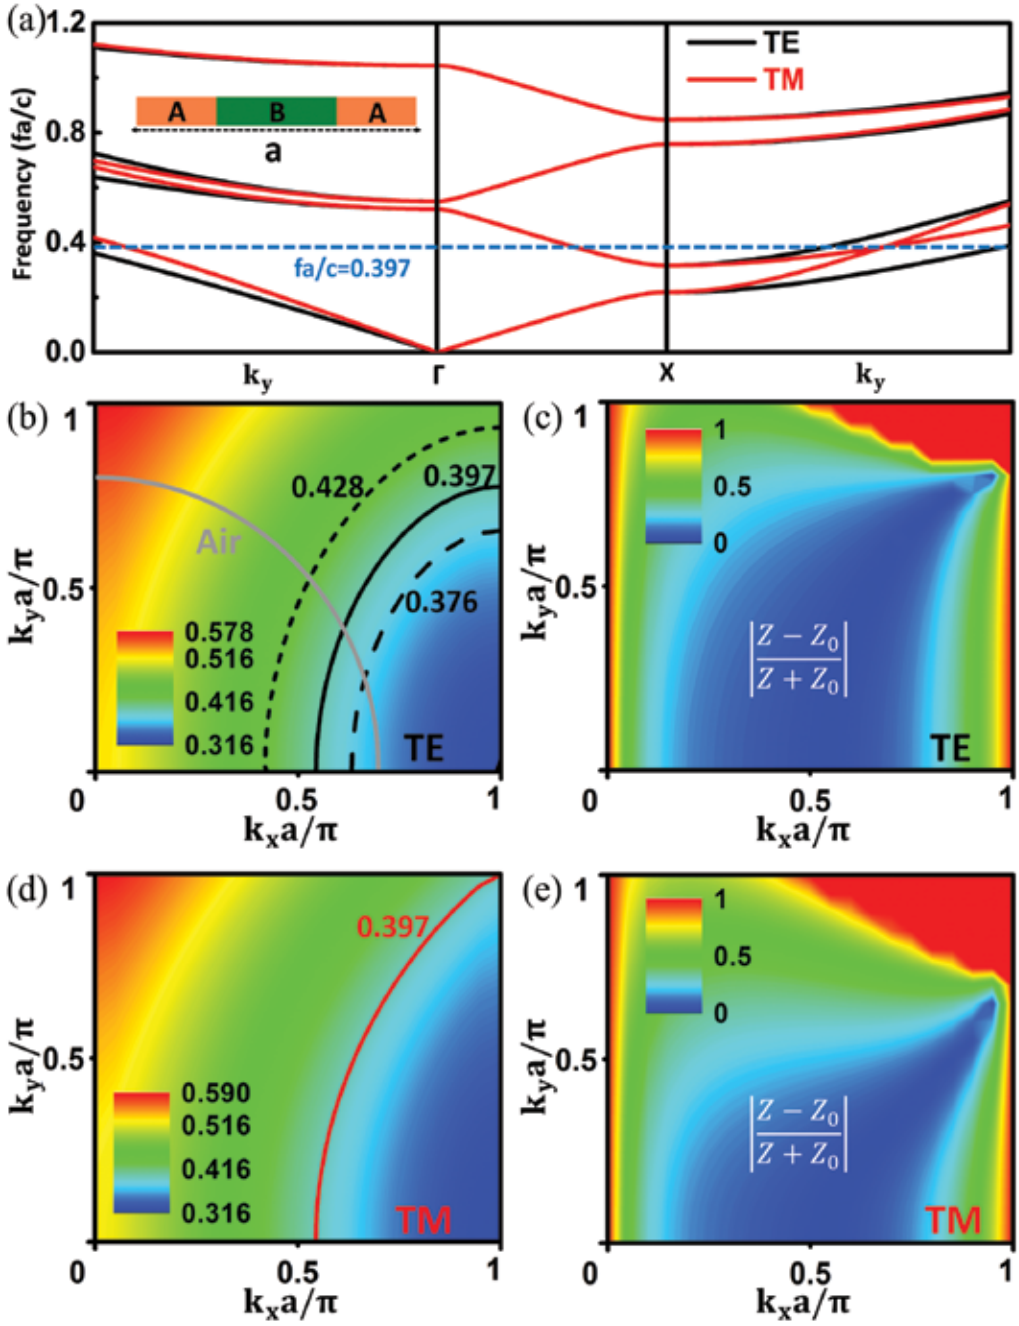 (a)
1.2
0.8
0.4
0.0
Frequency (fa/c)
TE
TM
A B A
a
fa/c=0.397
k_y Γ X k_y
(b)
1
0.5
0
k_ya/π
0.428
0.397
Air
0.376
0.578
0.516
0.416
0.316
TE
0.5 1
k_xa/π
(c)
1
0.5
0
k_ya/π
1
0.5
0
|Z − Z_0|
|Z + Z_0|
TE
0.5 1
k_xa/π
(d)
1
0.5
0
k_ya/π
0.397
0.590
0.516
0.416
0.316
TM
0.5 1
k_xa/π
(e)
1
0.5
0
k_ya/π
1
0.5
0
|Z − Z_0|
|Z + Z_0|
TM
0.5 1
k_xa/π